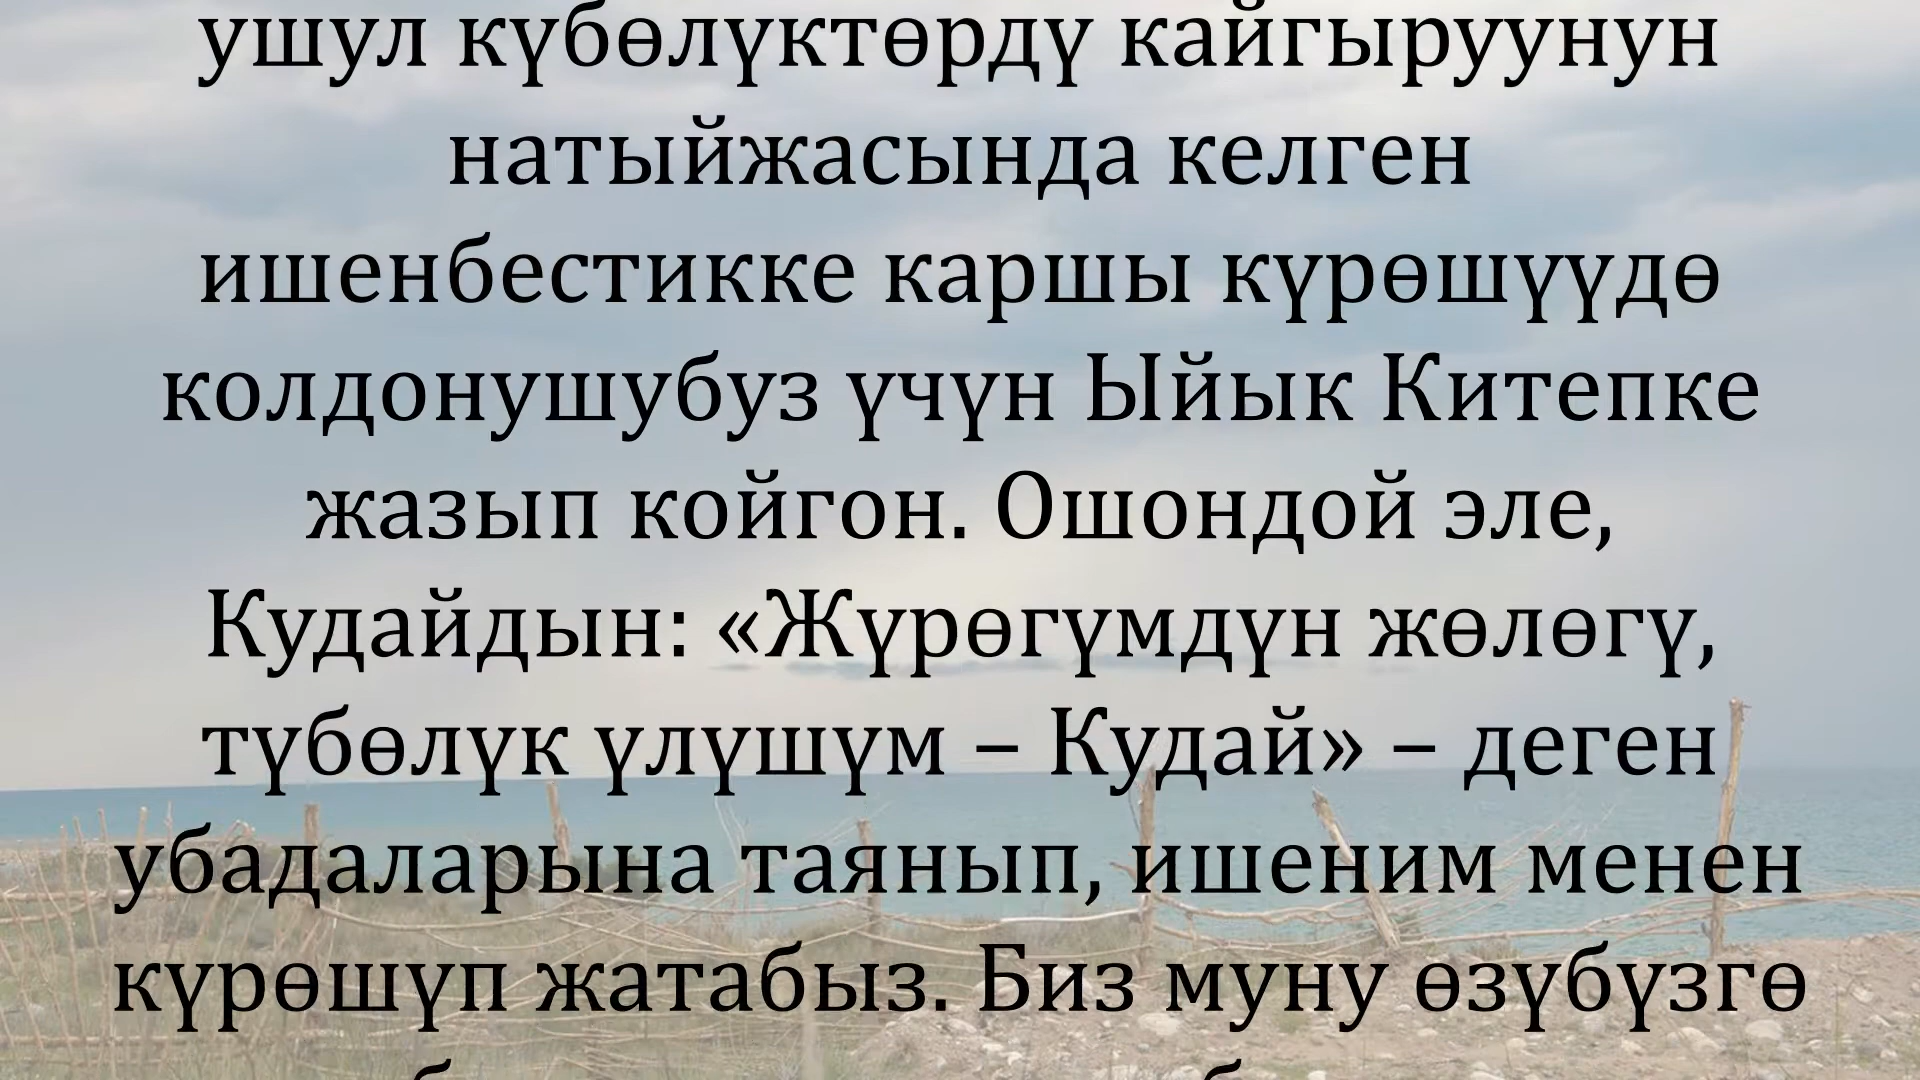 ушул күбөлүктөрдү кайгыруунун
натыйжасында келген
ишенбестикке каршы күрөшүүдө
колдонушубуз үчүн Ыйык Китепке
жазып койгон. Ошондой эле,
Кудайдын: «Жүрөгүмдүн жөлөгү,
түбөлүк үлүшүм – Кудай» – деген
убадаларына таянып, ишеним менен
күрөшүп жатабыз. Биз муну өзүбүзгө